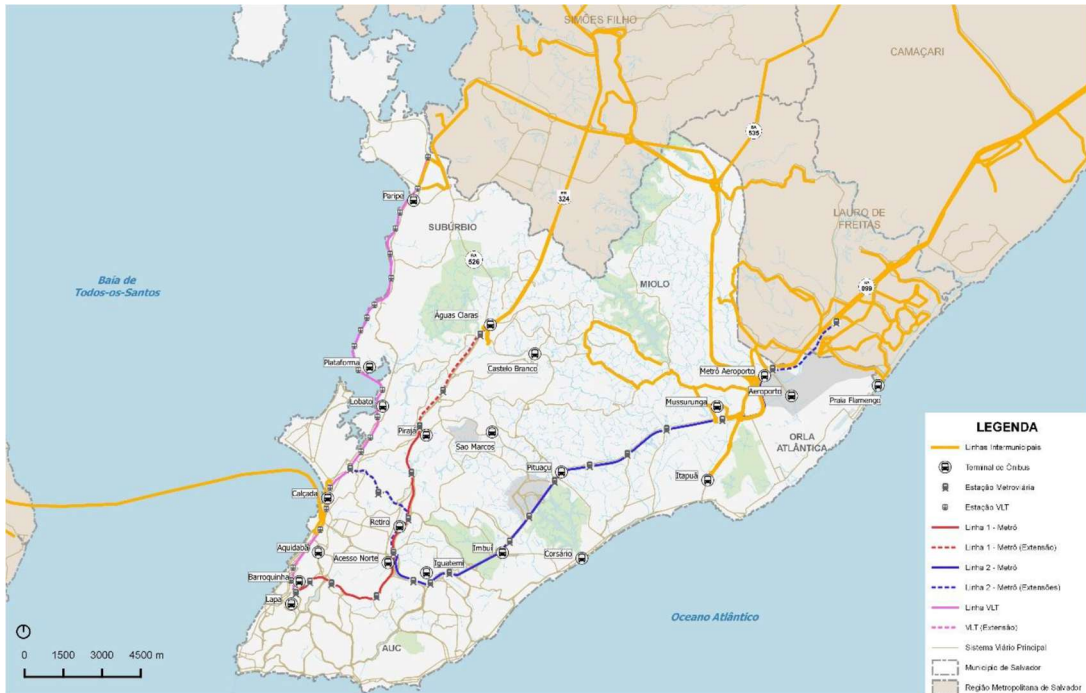 SIMÕES FILHO
CAMAÇARI
BA
535
BR
324
Paripe
SUBÚRBIO
BA
526
LAURO DE
FREITAS
Baía de
Todos-os-Santos
MIOLO
099
Águas Claras
Castelo Branco
Plataforma
Metrô Aeroporto
Aeroporto
Praia Flamengo
Lobato
Mussurunga
Pirajá
Sao Marcos
ORLA
ATLÂNTICA
Pituaçu
Itapuã
Calçada
Retiro
Aquidabã
Acesso Norte
Iguatemi
Imbuí
Corsário
Barroquinha
Lapa
Oceano Atlântico
AUC
0 1500 3000 4500 m
LEGENDA
Linhas Intermunicipais
Terminal de Ônibus
Estação Metroviária
Estação VLT
Linha 1 - Metrô
Linha 1 - Metrô (Extensão)
Linha 2 - Metrô
Linha 2 - Metrô (Extensões)
Linha VLT
VLT (Extensão)
Sistema Viário Principal
Município de Salvador
Região Metropolitana de Salvador